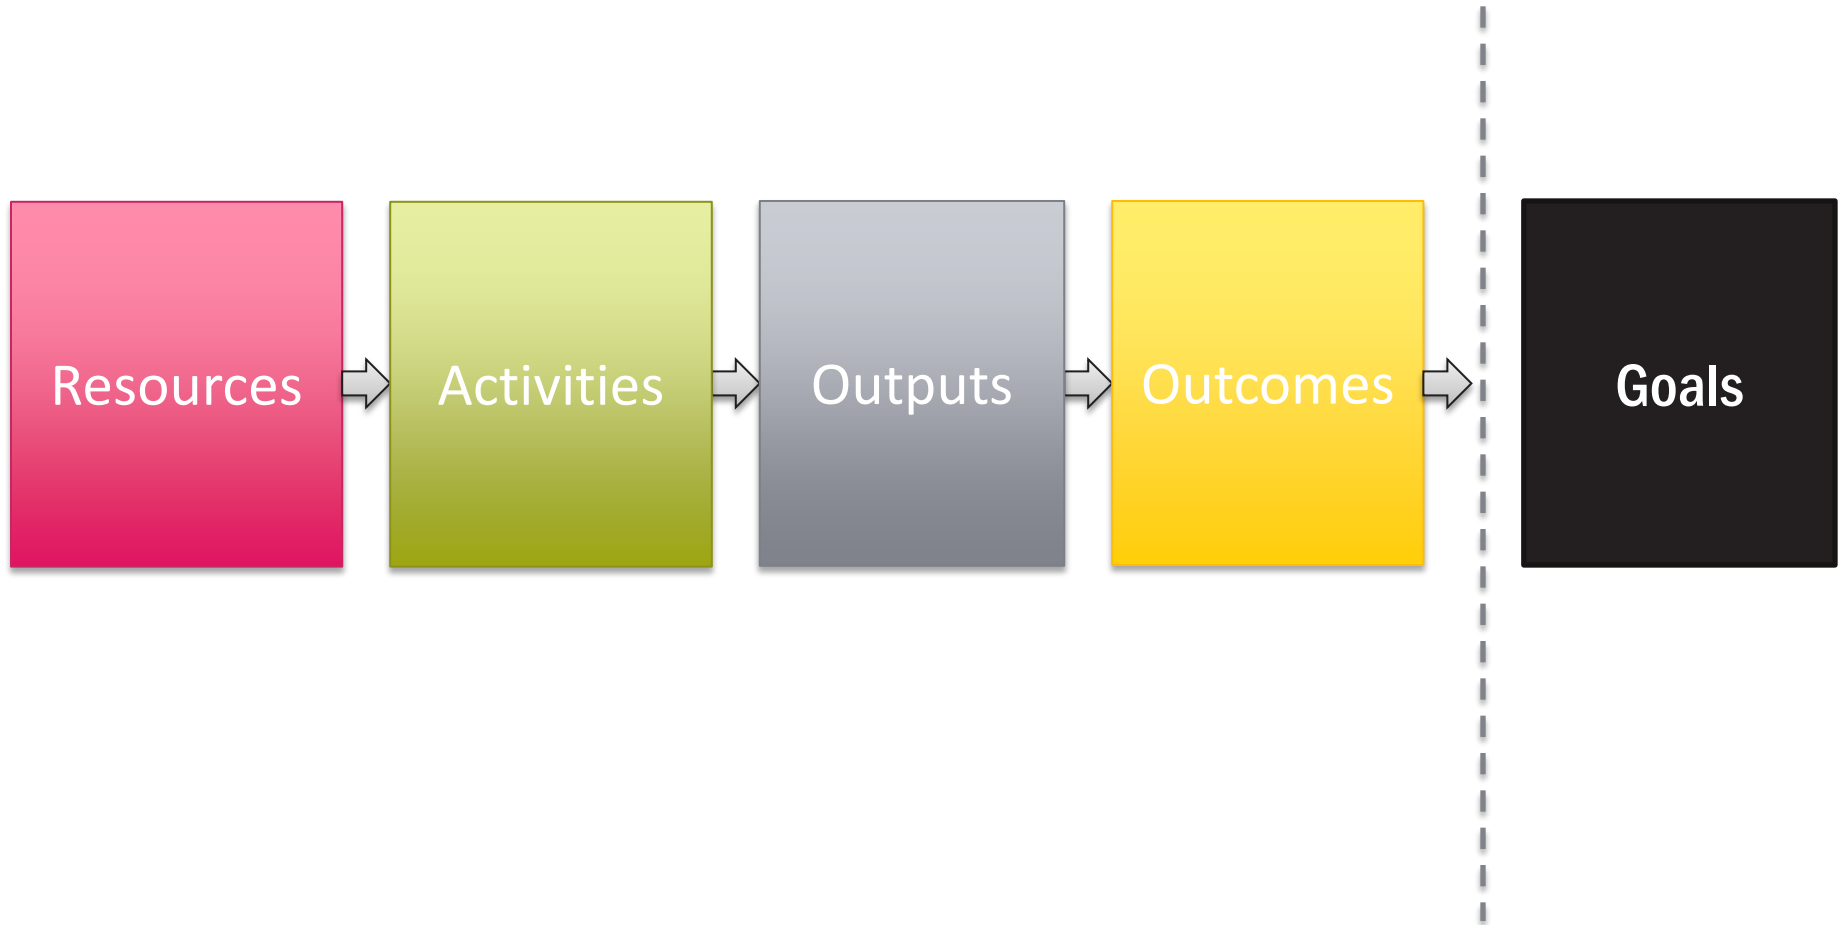 Resources
Activities
Outputs
Outcomes
Goals